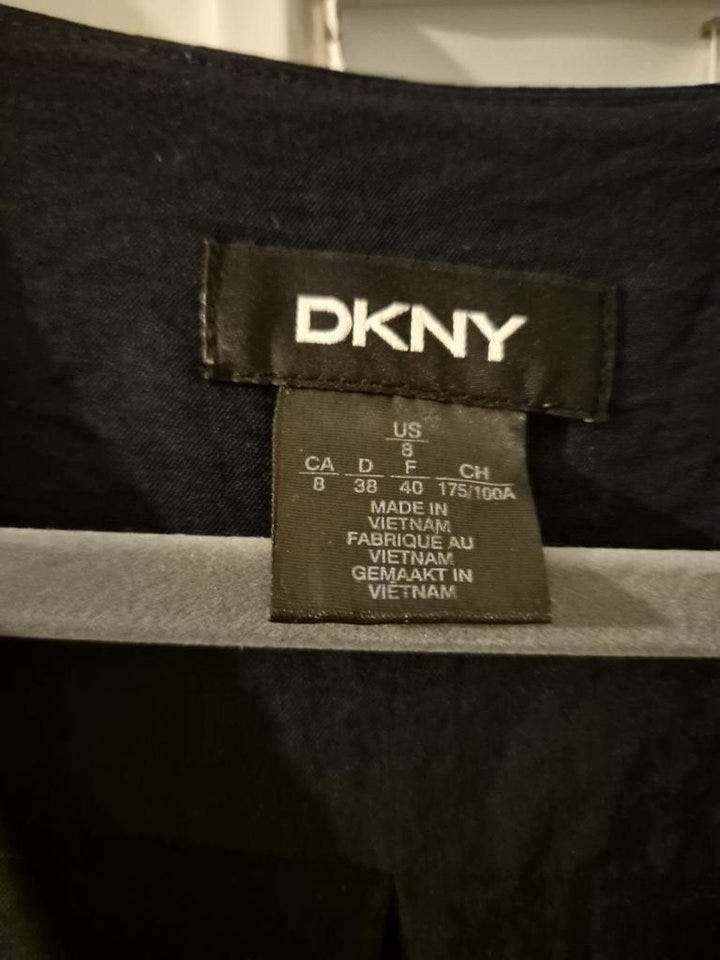 DKNY
US
8
CA D F CH
8 38 40 175/100A
MADE IN
VIETNAM
FABRIQUE AU
VIETNAM
GEMAAKT IN
VIETNAM